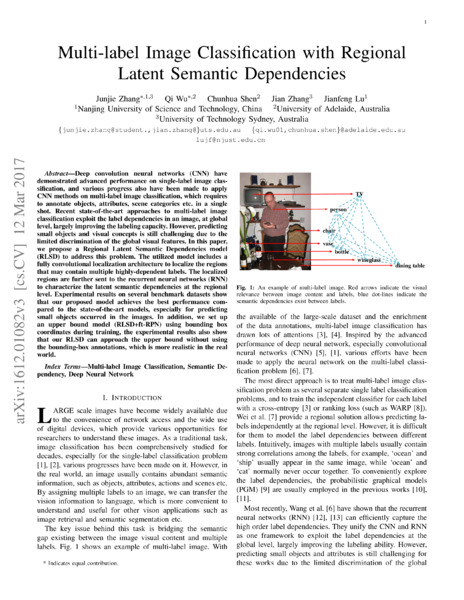 1
Multi-label Image Classification with Regional
Latent Semantic Dependencies
Junjie Zhang*,1,3   Qi Wu*,2   Chunhua Shen2   Jian Zhang3   Jianfeng Lu1
1Nanjing University of Science and Technology, China   2University of Adelaide, Australia
3University of Technology Sydney, Australia
{junjie.zhang@student., jian.zhang@}uts.edu.au   {qi.wu01,chunhua.shen}@adelaide.edu.au
lujf@njust.edu.cn
arXiv:1612.01082v3 [cs.CV] 12 Mar 2017
Abstract—Deep convolution neural networks (CNN) have
demonstrated advanced performance on single-label image clas-
sification, and various progress also have been made to apply
CNN methods on multi-label image classification, which requires
to annotate objects, attributes, scene categories etc. in a single
shot. Recent state-of-the-art approaches to multi-label image
classification exploit the label dependencies in an image, at global
level, largely improving the labeling capacity. However, predicting
small objects and visual concepts is still challenging due to the
limited discrimination of the global visual features. In this paper,
we propose a Regional Latent Semantic Dependencies model
(RLSD) to address this problem. The utilized model includes a
fully convolutional localization architecture to localize the regions
that may contain multiple highly-dependent labels. The localized
regions are further sent to the recurrent neural networks (RNN)
to characterize the latent semantic dependencies at the regional
level. Experimental results on several benchmark datasets show
that our proposed model achieves the best performance com-
pared to the state-of-the-art models, especially for predicting
small objects occurred in the images. In addition, we set up
an upper bound model (RLSD+ft-RPN) using bounding box
coordinates during training, the experimental results also show
that our RLSD can approach the upper bound without using
the bounding-box annotations, which is more realistic in the real
world.
Index Terms—Multi-label Image Classification, Semantic De-
pendency, Deep Neural Network
I. INTRODUCTION
LARGE scale images have become widely available due
to the convenience of network access and the wide use
of digital devices, which provide various opportunities for
researchers to understand these images. As a traditional task,
image classification has been thoroughly studied for
decades, especially for the single-label classification problem
[1], [2], various progresses have been made on it. However, in
the real world, an image usually contains abundant semantic
information, such as objects, attributes, actions and scenes etc.
By assigning multiple labels to an image, we can transfer the
vision information to language, which is more convenient to
understand and useful for other vison applications such as
image retrieval and semantic segmentation etc.
The key issue behind this task is bridging the semantic
gap existing between the image visual content and multiple
labels. Fig. 1 shows an example of multi-label image. With
* Indicates equal contribution.
TV
person
chair
vase
bottle
wineglass
dining table
Fig. 1: An example of multi-label image. Red arrows indicate the visual
relevance between image content and labels, blue dot-lines indicate the
semantic dependencies exist between labels.
the available of the large-scale dataset and the enrichment
of the data annotations, multi-label image classification has
drawn lots of attentions [3], [4]. Inspired by the advanced
performance of deep neural network, especially convolutional
neural networks (CNN) [5], [1], various efforts have been
made to apply the neural network on the multi-label classi-
fication problem [6], [7].
The most direct approach is to treat multi-label image clas-
sification as several separate single label classification
problems, and to train the independent classifier for each label
with a cross-entropy [3] or ranking loss (such as WARP [8]).
Wei et al. [7] provide a regional solution allows predicting la-
bels independently at the regional level. However, it is difficult
for them to model the label dependencies between different
labels. Intuitively, images with multiple labels usually contain
strong correlations among the labels, for example, 'ocean' and
'ship' usually appear in the same image, while 'ocean' and
'cat' normally never occur together. To conveniently explore
the label dependencies, the probabilistic graphical models
(PGM) [9] are usually employed in the previous works [10],
[11].
Most recently, Wang et al. [6] have shown that the recurrent
neural networks (RNN) [12], [13] can efficiently capture the
high order label dependencies. They unify the CNN and RNN
as one framework to exploit the label dependencies at the
global level, largely improving the labeling ability. However,
predicting small objects and attributes is still challenging for
these works due to the limited discrimination of the global